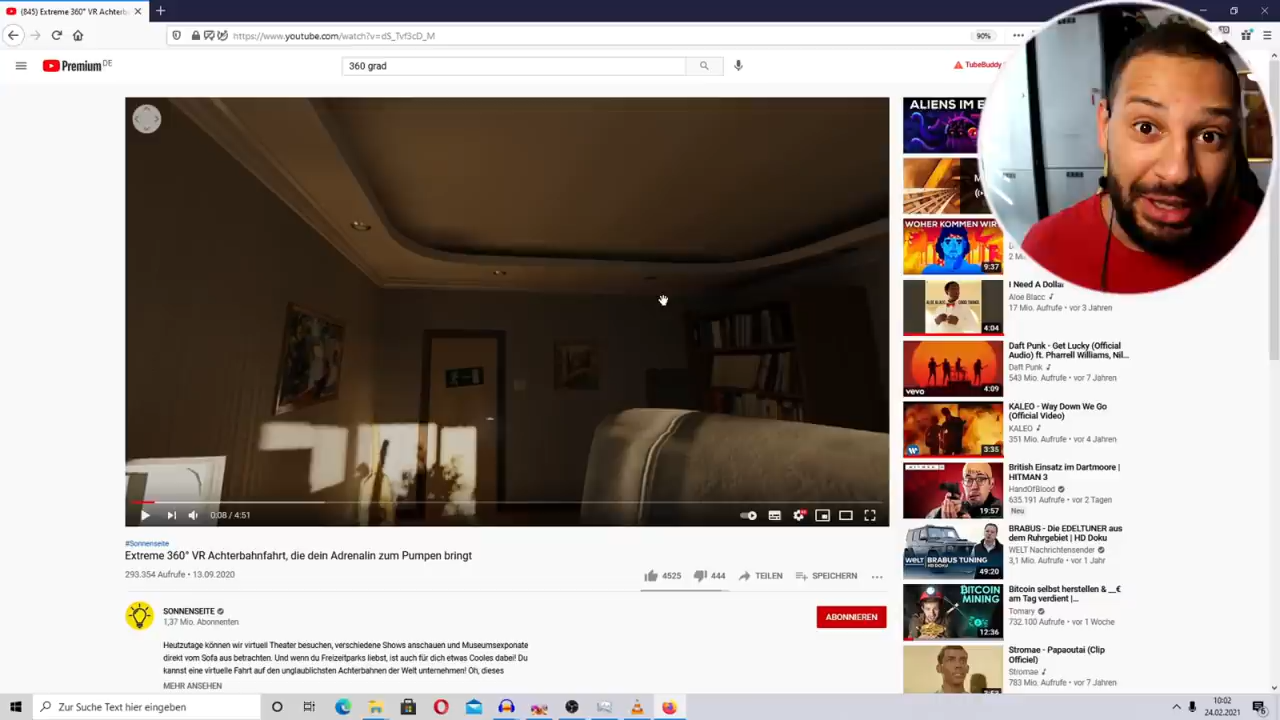 (845) Extreme 360° VR Achterb
https://www.youtube.com/watch?v=dS_Tvf3cD_M
90%
Premium DE
360 grad
TubeBuddy
ALIENS IM E
WOHER KOMMEN WIR
9:37
2 M
I Need A Dollar
Aloe Blacc
17 Mio. Aufrufe • vor 3 Jahren
ALOE BLACC GOOD THINGS
4:04
Daft Punk - Get Lucky (Official
Audio) ft. Pharrell Williams, Nil...
Daft Punk
543 Mio. Aufrufe • vor 7 Jahren
vevo
4:09
KALEO - Way Down We Go
(Official Video)
KALEO
351 Mio. Aufrufe • vor 4 Jahren
3:35
British Einsatz im Dartmoore |
HITMAN 3
HandOfBlood
635.191 Aufrufe • vor 2 Tagen
Neu
19:57
BRABUS - Die EDELTUNER aus
dem Ruhrgebiet | HD Doku
WELT Nachrichtensender
3,1 Mio. Aufrufe • vor 1 Jahr
WELT BRABUS TUNING
49:20
Bitcoin selbst herstellen & __€
am Tag verdient |...
Tomary
732.100 Aufrufe • vor 1 Woche
BITCOIN
MINING
12:36
Stromae - Papaoutai (Clip
Officiel)
Stromae
783 Mio. Aufrufe • vor 7 Jahren
0:08 / 4:51
#Sonnenseite
Extreme 360° VR Achterbahnfahrt, die dein Adrenalin zum Pumpen bringt
293.354 Aufrufe • 13.09.2020
4525
444
TEILEN
SPEICHERN
SONNENSEITE
1,37 Mio. Abonnenten
ABONNIEREN
Heutzutage können wir virtuell Theater besuchen, verschiedene Shows anschauen und Museumsexponate
direkt vom Sofa aus betrachten. Und wenn du Freizeitparks liebst, ist auch für dich etwas Cooles dabei! Du
kannst eine virtuelle Fahrt auf den unglaublichsten Achterbahnen der Welt unternehmen! Oh, dieses
MEHR ANSEHEN
Zur Suche Text hier eingeben
10:02
24.02.2021